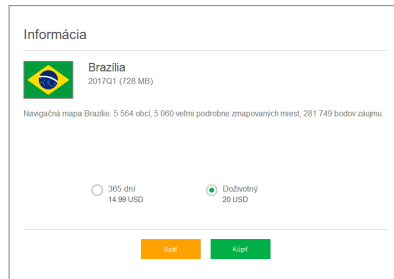 Informácia
Brazília
2017Q1 (728 MB)
Navigačná mapa Brazílie. 5 564 obcí, 5 060 veľmi podrobne zmapovaných miest, 281 749 bodov záujmu.
365 dní
14.99 USD
Doživotný
20 USD
Späť
Kúpiť